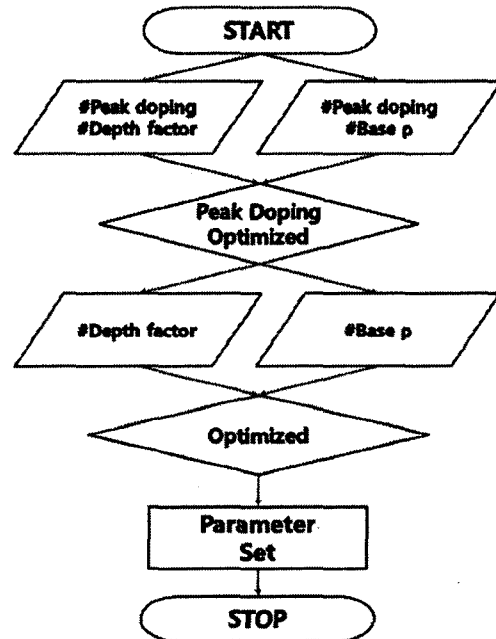 START
#Peak doping
#Depth factor
#Peak doping
#Base p
Peak Doping
Optimized
#Depth factor
#Base p
Optimized
Parameter
Set
STOP